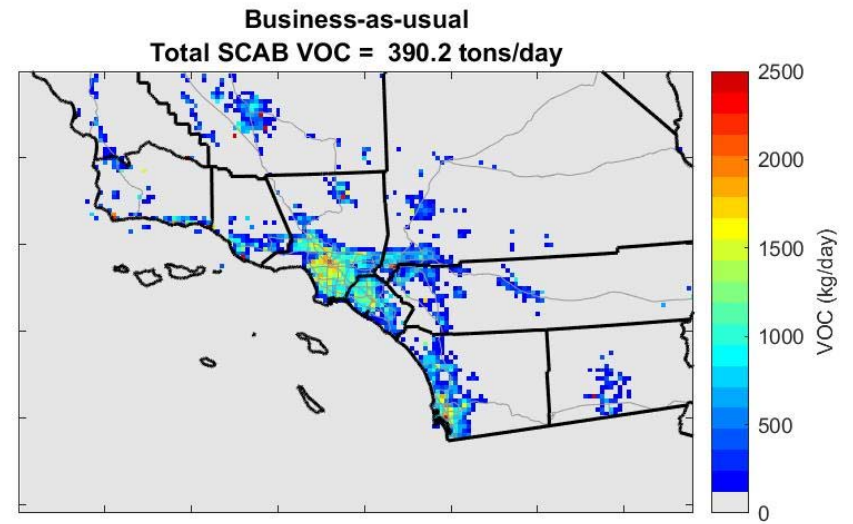 Business-as-usual
Total SCAB VOC = 390.2 tons/day
2500
2000
1500
1000
500
0
VOC (kg/day)